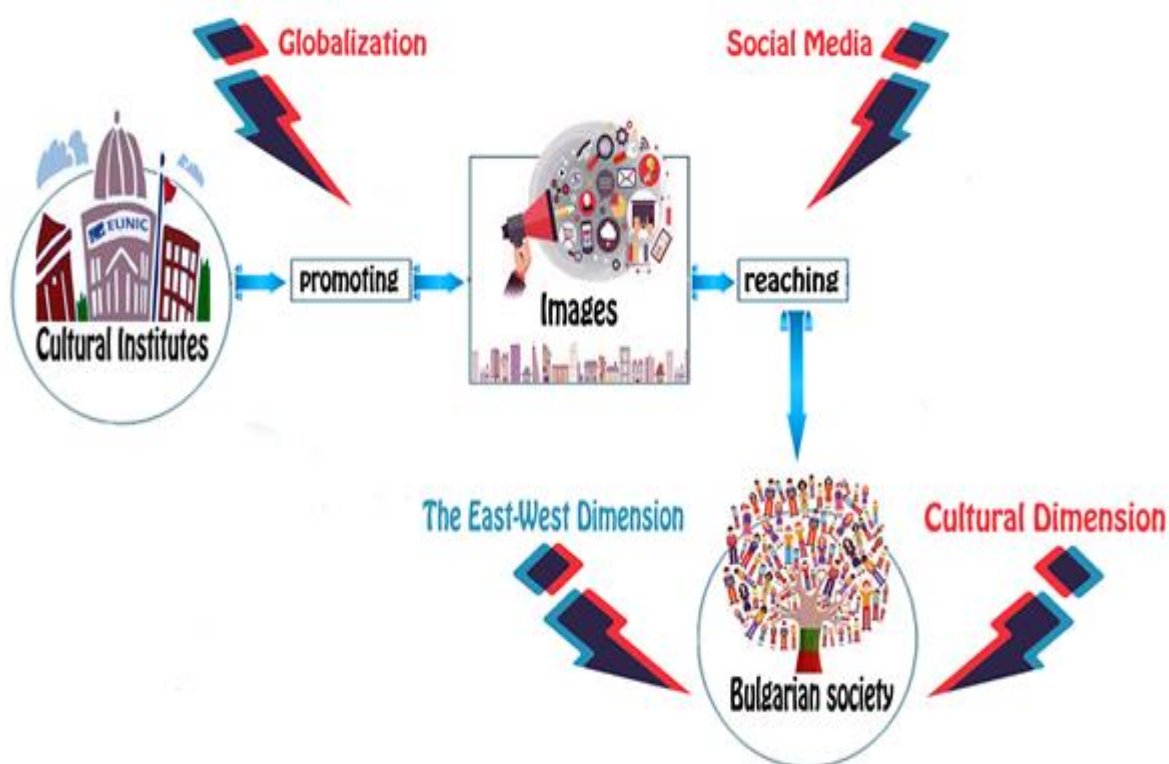 Globalization
Social Media
EUNIC
promoting
reaching
Images
Cultural Institutes
The East-West Dimension
Cultural Dimension
Bulgarian society